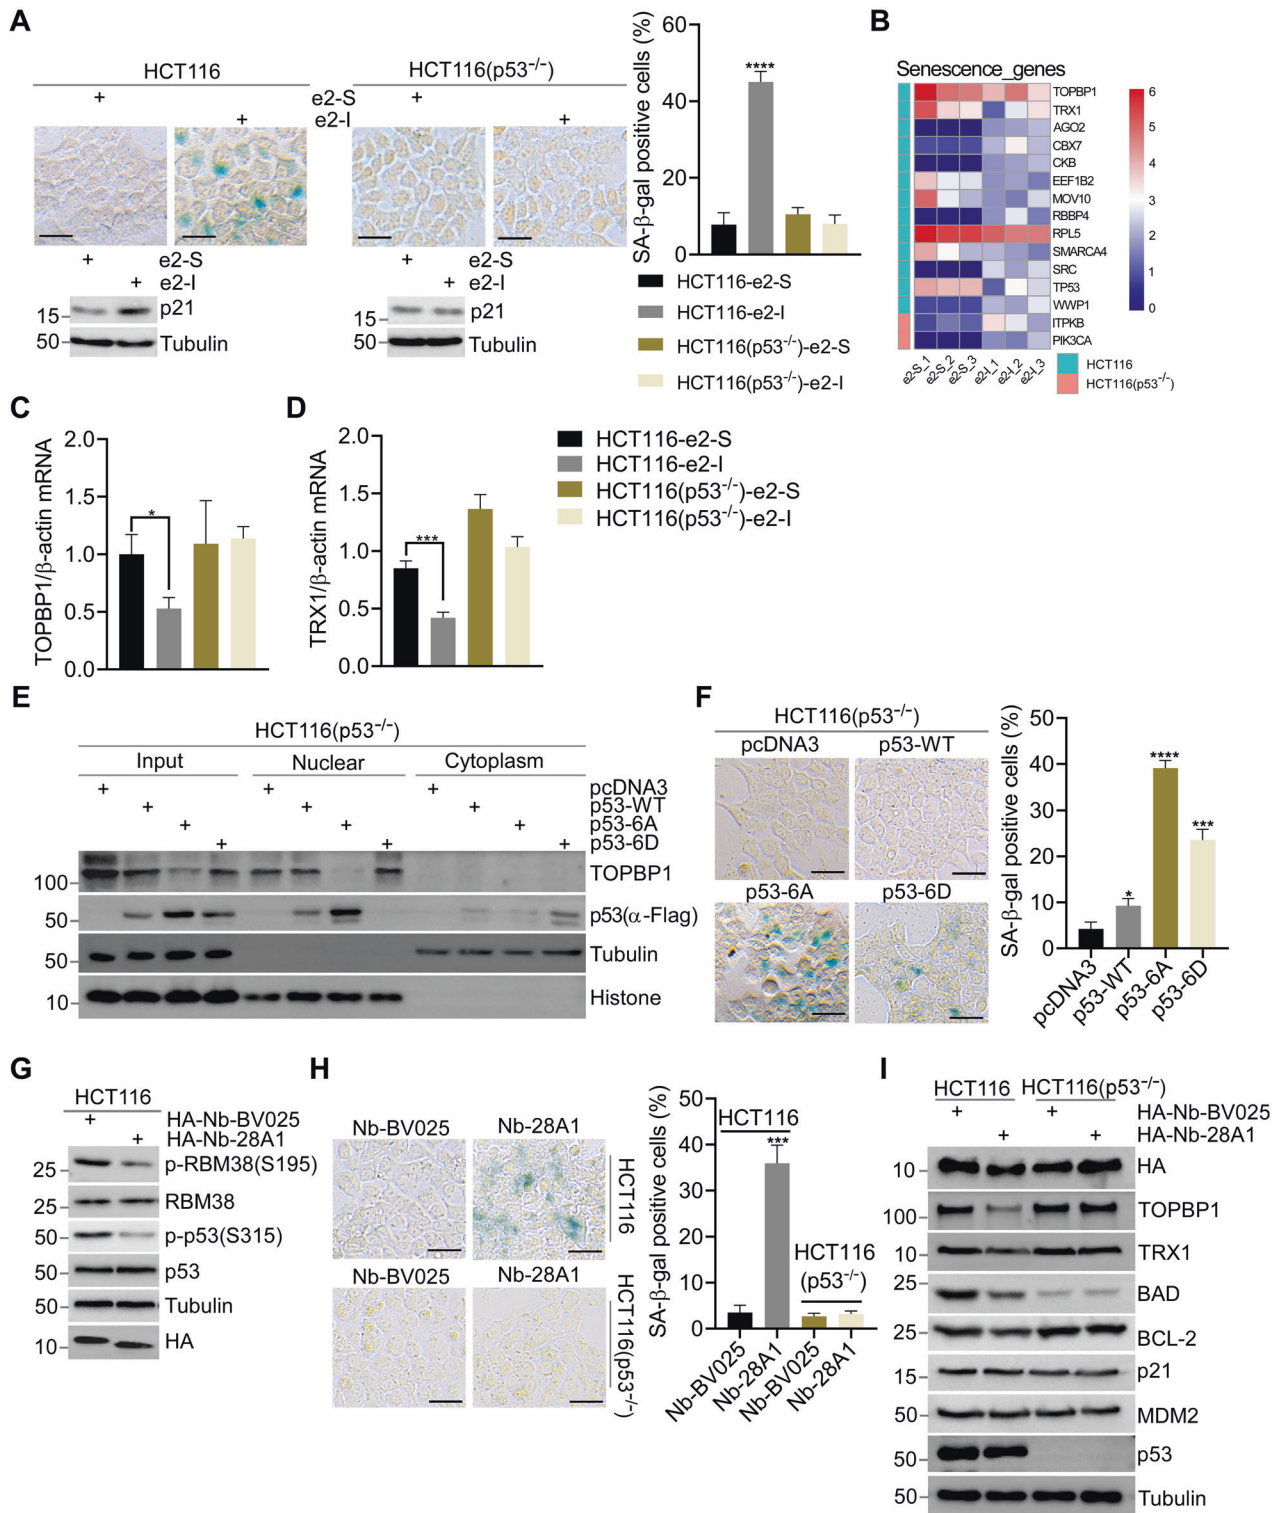 A
HCT116
HCT116(p53-/-)
+ e2-S +
+ e2-I +
+ e2-S
+ e2-I
15 p21
50 Tubulin
+ e2-S
+ e2-I
15 p21
50 Tubulin
SA-β-gal positive cells (%)
60
40
20
0
****
HCT116-e2-S
HCT116-e2-I
HCT116(p53-/-)-e2-S
HCT116(p53-/-)-e2-I
B
Senescence_genes
TOPBP1
TRX1
AGO2
CBX7
CKB
EEF1B2
MOV10
RBBP4
RPL5
SMARCA4
SRC
TP53
WWP1
ITPKB
PIK3CA
6
5
4
3
2
1
0
e2-S_1 e2-S_2 e2-S_3 e2-I_1 e2-I_2 e2-I_3
HCT116
HCT116(p53-/-)
C
TOPBP1/β-actin mRNA
2.0
1.5
1.0
0.5
0.0
*
D
TRX1/β-actin mRNA
2.0
1.5
1.0
0.5
0.0
***
HCT116-e2-S
HCT116-e2-I
HCT116(p53-/-)-e2-S
HCT116(p53-/-)-e2-I
E
HCT116(p53-/-)
Input Nuclear Cytoplasm
+ + + pcDNA3
+ + + p53-WT
+ + + p53-6A
+ + + p53-6D
100 TOPBP1
50 p53(α-Flag)
50 Tubulin
10 Histone
F
HCT116(p53-/-)
pcDNA3 p53-WT
p53-6A p53-6D
SA-β-gal positive cells (%)
50
40
30
20
10
0
* **** ***
pcDNA3 p53-WT p53-6A p53-6D
G
HCT116
+ HA-Nb-BV025
+ HA-Nb-28A1
25 p-RBM38(S195)
25 RBM38
50 p-p53(S315)
50 p53
50 Tubulin
10 HA
H
Nb-BV025 Nb-28A1
HCT116
Nb-BV025 Nb-28A1
HCT116(p53-/-)
SA-β-gal positive cells (%)
50
40
30
20
10
0
HCT116
***
HCT116
(p53-/-)
Nb-BV025 Nb-28A1 Nb-BV025 Nb-28A1
I
HCT116 HCT116(p53-/-)
+ + HA-Nb-BV025
+ + HA-Nb-28A1
10 HA
100 TOPBP1
10 TRX1
25 BAD
25 BCL-2
15 p21
50 MDM2
50 p53
50 Tubulin